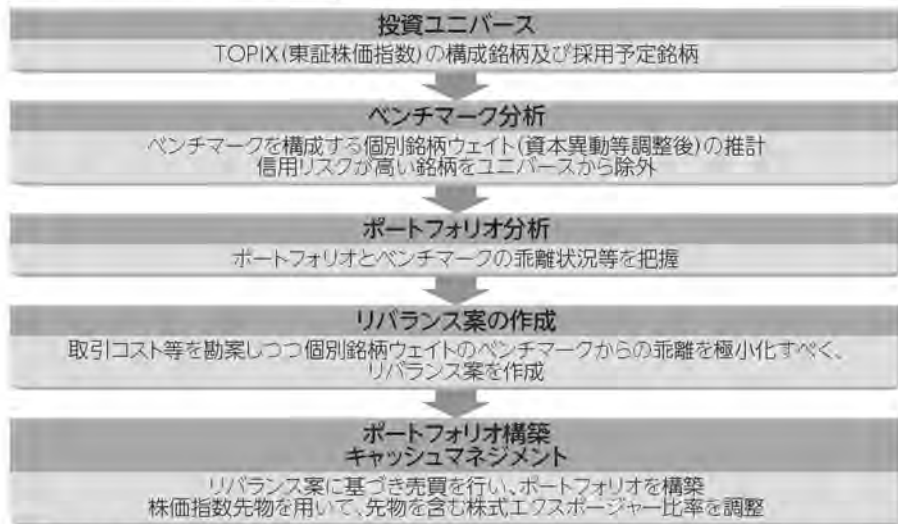 投資ユニバース
TOPIX(東証株価指数)の構成銘柄及び採用予定銘柄
ベンチマーク分析
ベンチマークを構成する個別銘柄ウェイト(資本異動等調整後)の推計
信用リスクが高い銘柄をユニバースから除外
ポートフォリオ分析
ポートフォリオとベンチマークの乖離状況等を把握
リバランス案の作成
取引コスト等を勘案しつつ個別銘柄ウェイトのベンチマークからの乖離を極小化すべく、
リバランス案を作成
ポートフォリオ構築
キャッシュマネジメント
リバランス案に基づき売買を行い、ポートフォリオを構築
株価指数先物を用いて、先物を含む株式エクスポージャー比率を調整